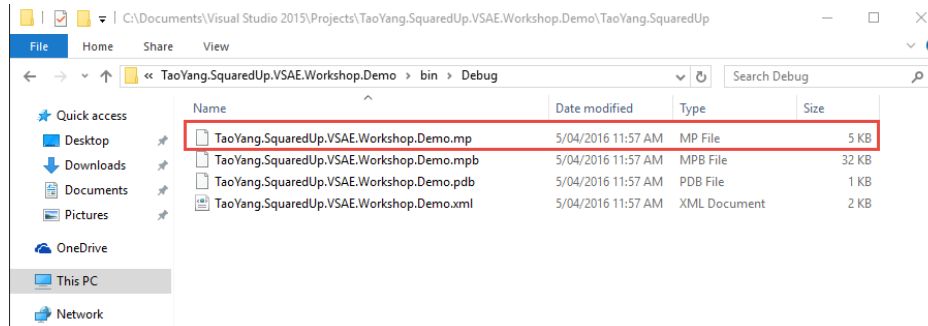 C:\Documents\Visual Studio 2015\Projects\TaoYang.SquaredUp.VSAE.Workshop.Demo\TaoYang.SquaredUp
File Home Share View
« TaoYang.SquaredUp.VSAE.Workshop.Demo › bin › Debug Search Debug
Name Date modified Type Size
Quick access
Desktop
Downloads
Documents
Pictures
OneDrive
This PC
Network
TaoYang.SquaredUp.VSAE.Workshop.Demo.mp 5/04/2016 11:57 AM MP File 5 KB
TaoYang.SquaredUp.VSAE.Workshop.Demo.mpb 5/04/2016 11:57 AM MPB File 32 KB
TaoYang.SquaredUp.VSAE.Workshop.Demo.pdb 5/04/2016 11:57 AM PDB File 1 KB
TaoYang.SquaredUp.VSAE.Workshop.Demo.xml 5/04/2016 11:57 AM XML Document 2 KB